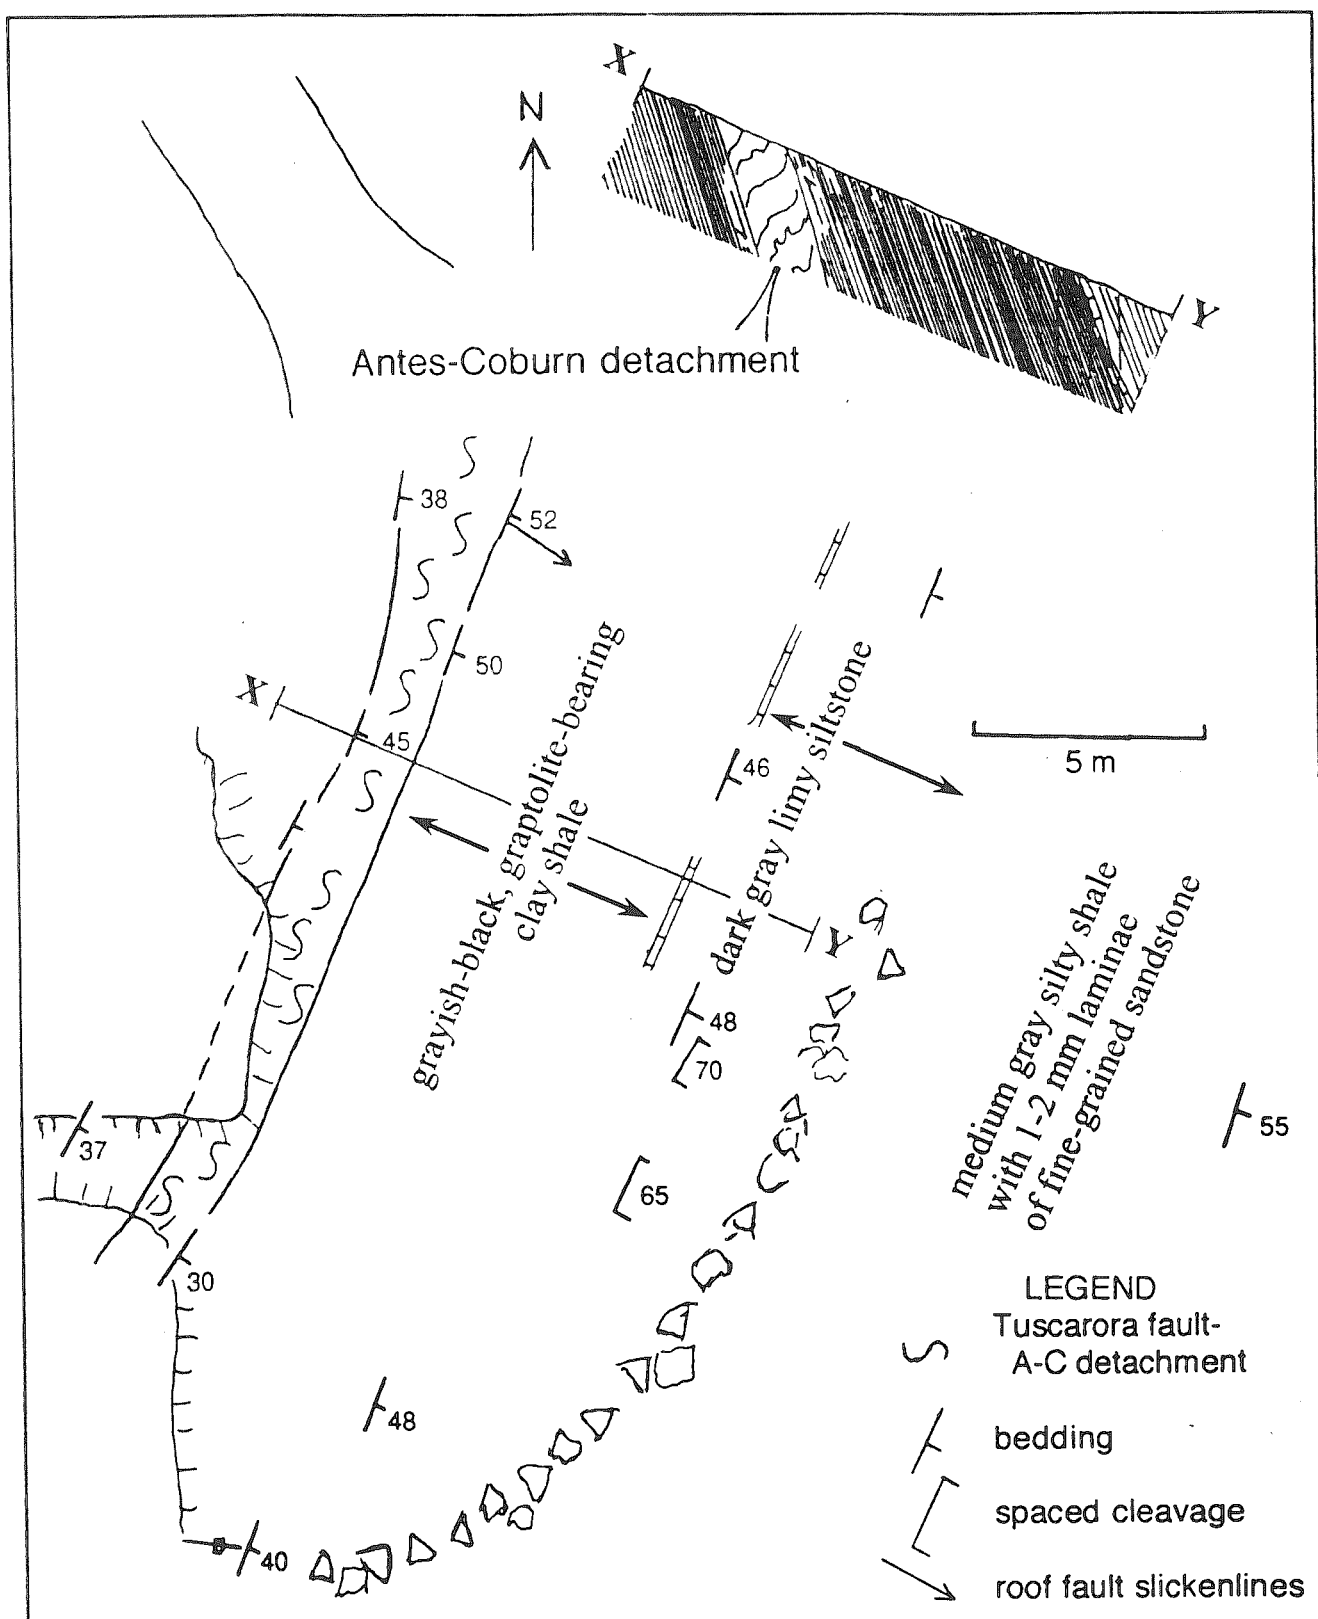 X
N
Y
Antes-Coburn detachment
38
52
50
X
45
46
5 m
grayish-black, graptolite-bearing
clay shale
dark gray limy siltstone
Y
48
70
medium gray silty shale
with 1-2 mm laminae
of fine-grained sandstone
55
37
65
30
48
40
LEGEND
Tuscarora fault-
A-C detachment
bedding
spaced cleavage
roof fault slickenlines